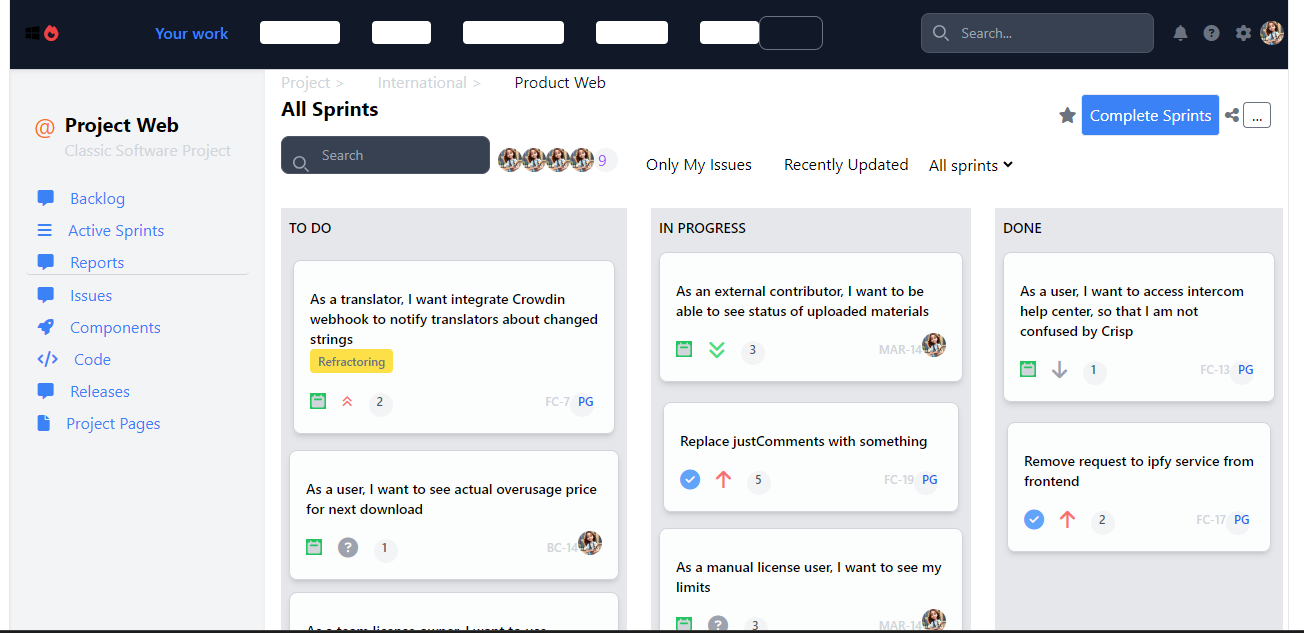 Your work
Search...
Project >
International >
Product Web
All Sprints
Complete Sprints
...
@ Project Web
Classic Software Project
Backlog
Active Sprints
Reports
Issues
Components
Code
Releases
Project Pages
Search
9
Only My Issues
Recently Updated
All sprints
TO DO
As a translator, I want integrate Crowdin
webhook to notify translators about changed
strings
Refractoring
2
FC-7
PG
As a user, I want to see actual overusage price
for next download
?
1
BC-14
As a team license owner, I want to use
IN PROGRESS
As an external contributor, I want to be
able to see status of uploaded materials
3
MAR-14
Replace justComments with something
5
FC-19
PG
As a manual license user, I want to see my
limits
?
3
MAR-14
DONE
As a user, I want to access intercom
help center, so that I am not
confused by Crisp
1
FC-13
PG
Remove request to ipfy service from
frontend
2
FC-17
PG